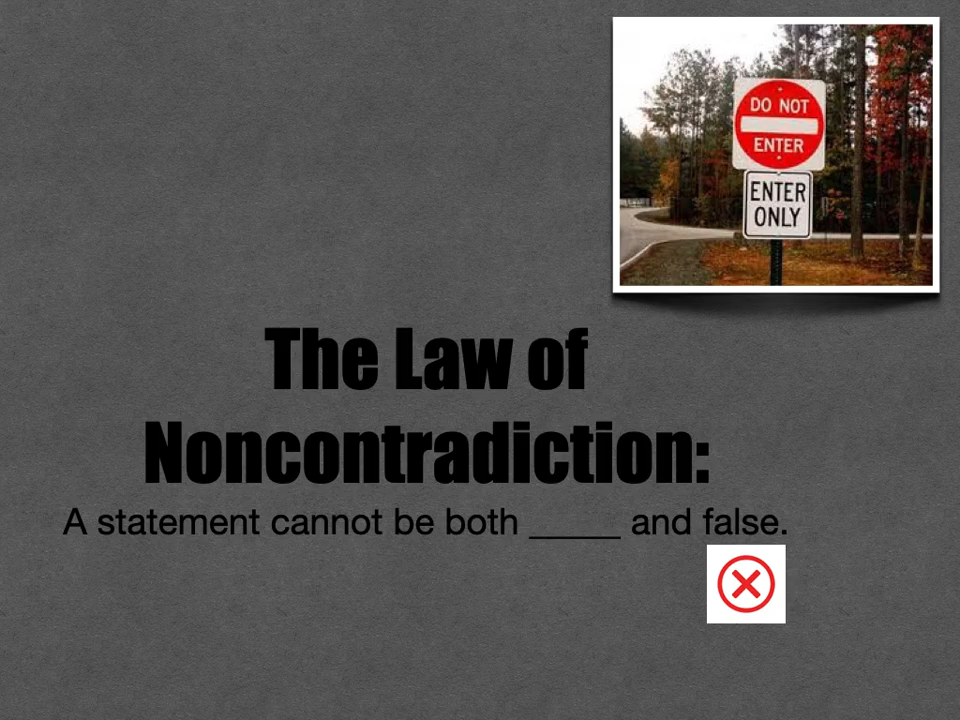 DO NOT
ENTER
ENTER
ONLY
The Law of
Noncontradiction:
A statement cannot be both _____ and false.